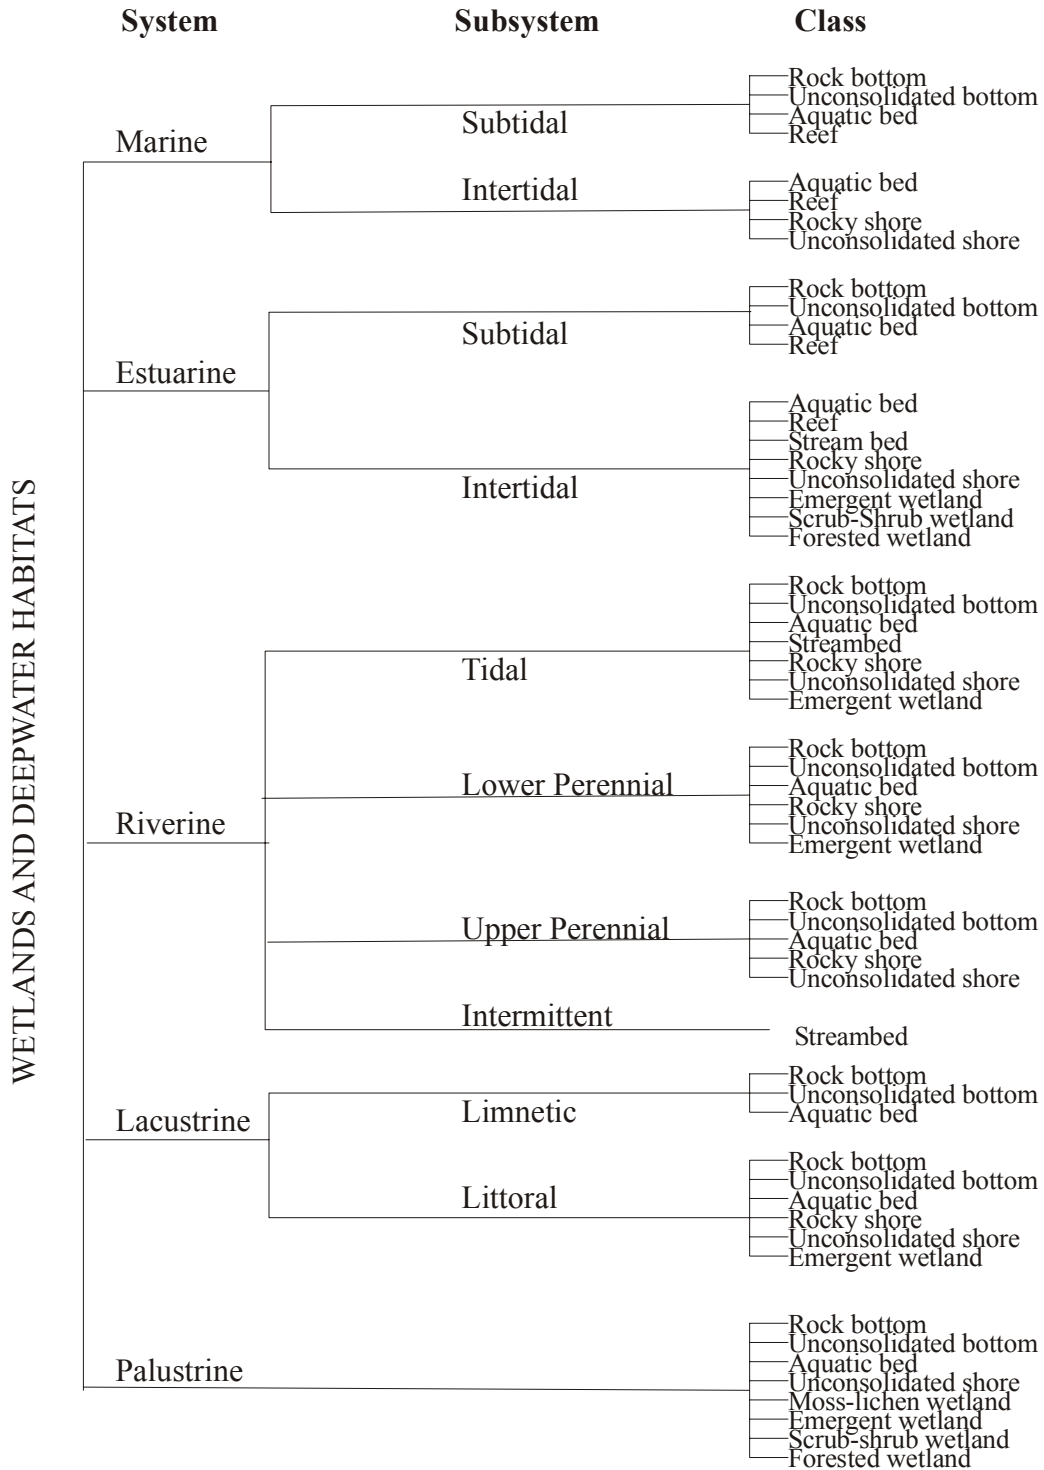 System Subsystem Class
WETLANDS AND DEEPWATER HABITATS
Marine
Subtidal
Rock bottom
Unconsolidated bottom
Aquatic bed
Reef
Intertidal
Aquatic bed
Reef
Rocky shore
Unconsolidated shore
Estuarine
Subtidal
Rock bottom
Unconsolidated bottom
Aquatic bed
Reef
Intertidal
Aquatic bed
Reef
Stream bed
Rocky shore
Unconsolidated shore
Emergent wetland
Scrub-Shrub wetland
Forested wetland
Riverine
Tidal
Rock bottom
Unconsolidated bottom
Aquatic bed
Streambed
Rocky shore
Unconsolidated shore
Emergent wetland
Lower Perennial
Rock bottom
Unconsolidated bottom
Aquatic bed
Rocky shore
Unconsolidated shore
Emergent wetland
Upper Perennial
Rock bottom
Unconsolidated bottom
Aquatic bed
Rocky shore
Unconsolidated shore
Intermittent
Streambed
Lacustrine
Limnetic
Rock bottom
Unconsolidated bottom
Aquatic bed
Littoral
Rock bottom
Unconsolidated bottom
Aquatic bed
Rocky shore
Unconsolidated shore
Emergent wetland
Palustrine
Rock bottom
Unconsolidated bottom
Aquatic bed
Unconsolidated shore
Moss-lichen wetland
Emergent wetland
Scrub-shrub wetland
Forested wetland